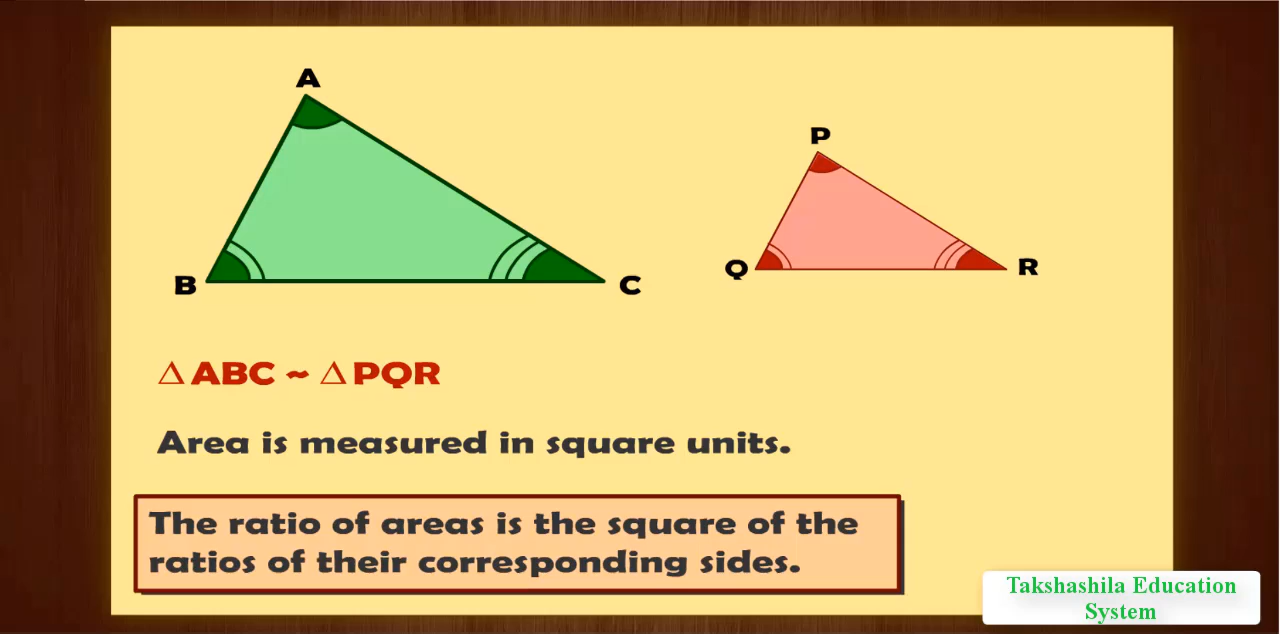 A
P
B
C
Q
R
Δ ABC ~ Δ PQR
Area is measured in square units.
The ratio of areas is the square of the
ratios of their corresponding sides.
Takshashila Education
System